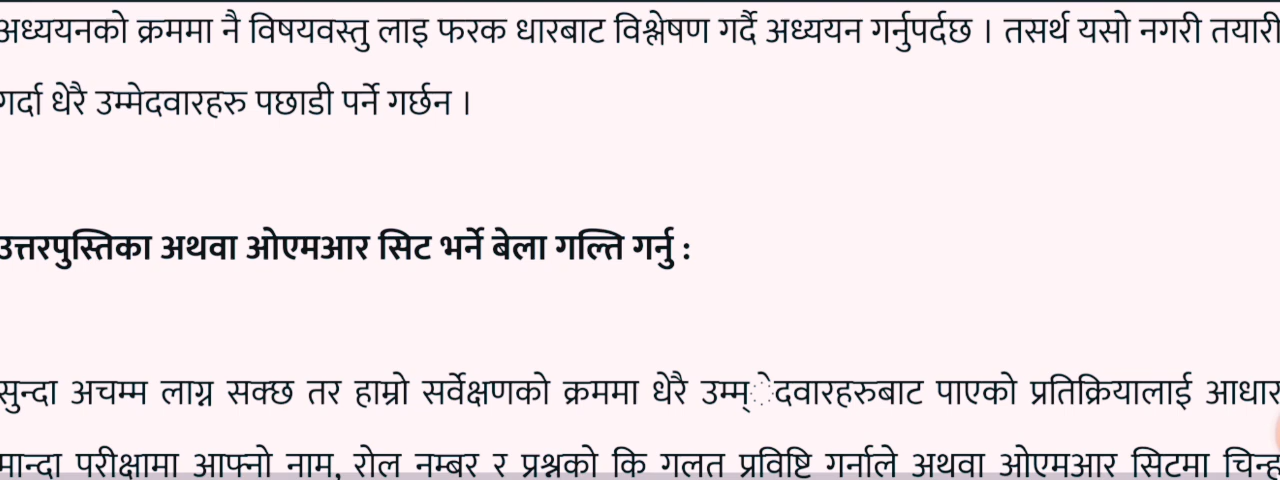 अध्ययनको क्रममा नै विषयवस्तु लाइ फरक धारबाट विश्लेषण गर्दै अध्ययन गर्नुपर्दछ । तसर्थ यसो नगरी तयारी
गर्दा धेरै उम्मेदवारहरु पछाडी पर्ने गर्छन ।
उत्तरपुस्तिका अथवा ओएमआर सिट भर्ने बेला गल्ति गर्नु :
सुन्दा अचम्म लाग्न सक्छ तर हाम्रो सर्वेक्षणको क्रममा धेरै उम्म्ेदवारहरुबाट पाएको प्रतिक्रियालाई आधार
मान्दा परीक्षामा आफ्नो नाम, रोल नम्बर र प्रश्नको कि गलत प्रविष्टि गर्नाले अथवा ओएमआर सिटमा चिन्ह